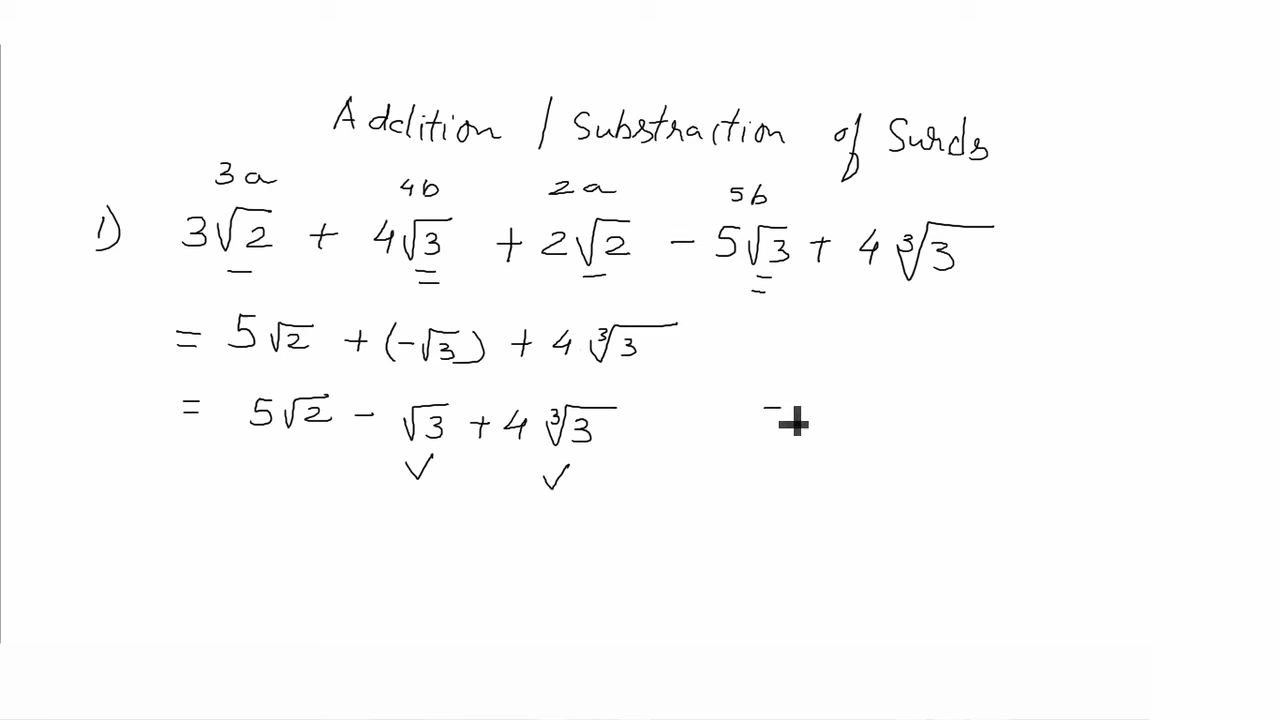 Addition / Substraction of Surds
3a 4b 2a 5b
1) 3√2 + 4√3 + 2√2 - 5√3 + 4 ∛3
= 5√2 + (-√3) + 4 ∛3
= 5√2 - √3 + 4 ∛3